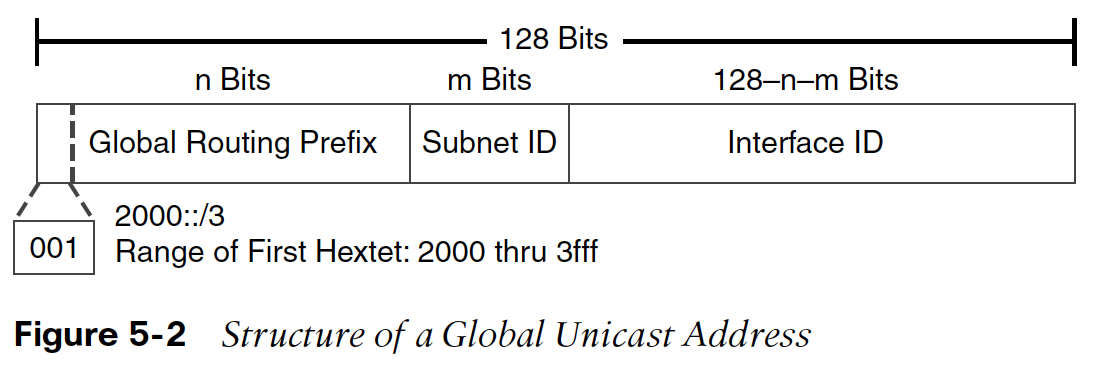 128 Bits
n Bits m Bits 128–n–m Bits
Global Routing Prefix Subnet ID Interface ID
001
2000::/3
Range of First Hextet: 2000 thru 3fff
Figure 5-2 Structure of a Global Unicast Address